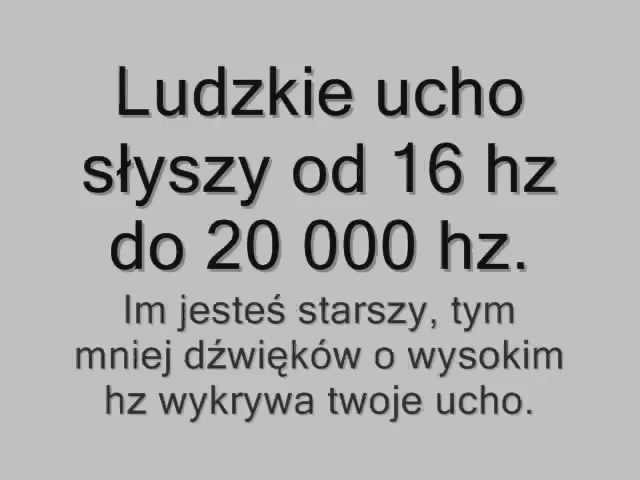 Ludzkie ucho
słyszy od 16 hz
do 20 000 hz.
Im jesteś starszy, tym
mniej dźwięków o wysokim
hz wykrywa twoje ucho.